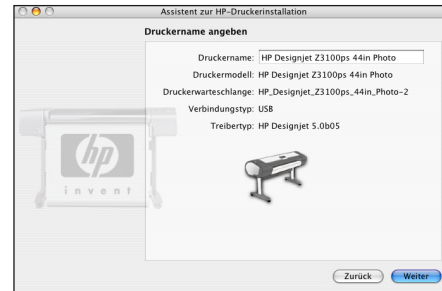 Assistent zur HP-Druckerinstallation
Druckername angeben
Druckername: HP Designjet Z3100ps 44in Photo
Druckermodell: HP Designjet Z3100ps 44in Photo
Druckerwarteschlange: HP_Designjet_Z3100ps_44in_Photo-2
Verbindungstyp: USB
Treibertyp: HP Designjet 5.0b05
hp
invent
Zurück Weiter